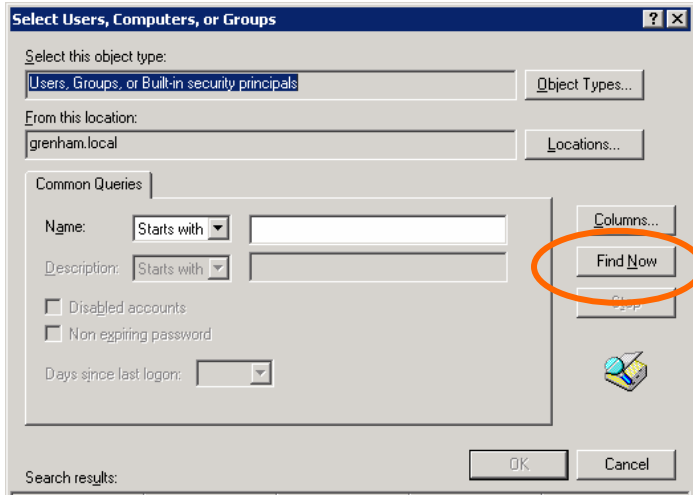 Select Users, Computers, or Groups
Select this object type:
Users, Groups, or Built-in security principals
Object Types...
From this location:
grenham.local
Locations...
Common Queries
Name:
Starts with
Columns...
Description:
Starts with
Find Now
Disabled accounts
Stop
Non expiring password
Days since last logon:
OK
Cancel
Search results: